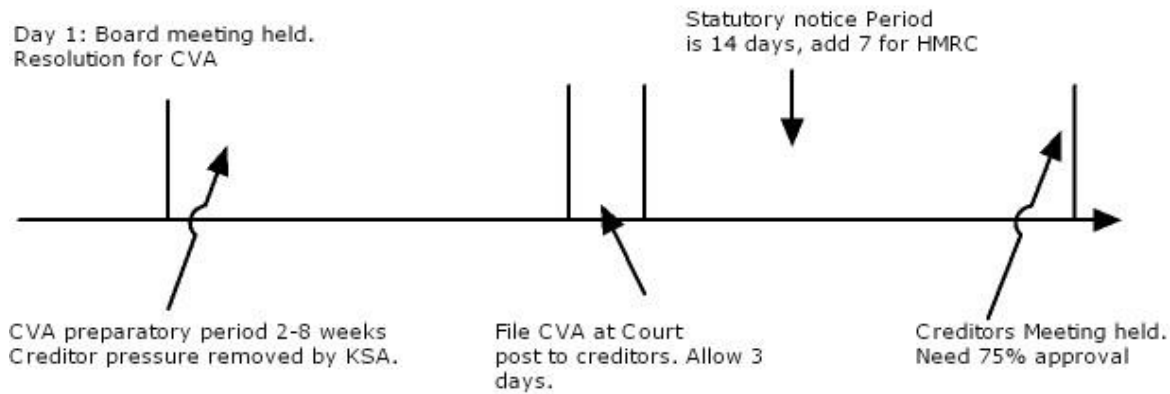 Day 1: Board meeting held.
Resolution for CVA
Statutory notice Period
is 14 days, add 7 for HMRC
CVA preparatory period 2-8 weeks
Creditor pressure removed by KSA.
File CVA at Court
post to creditors. Allow 3
days.
Creditors Meeting held.
Need 75% approval